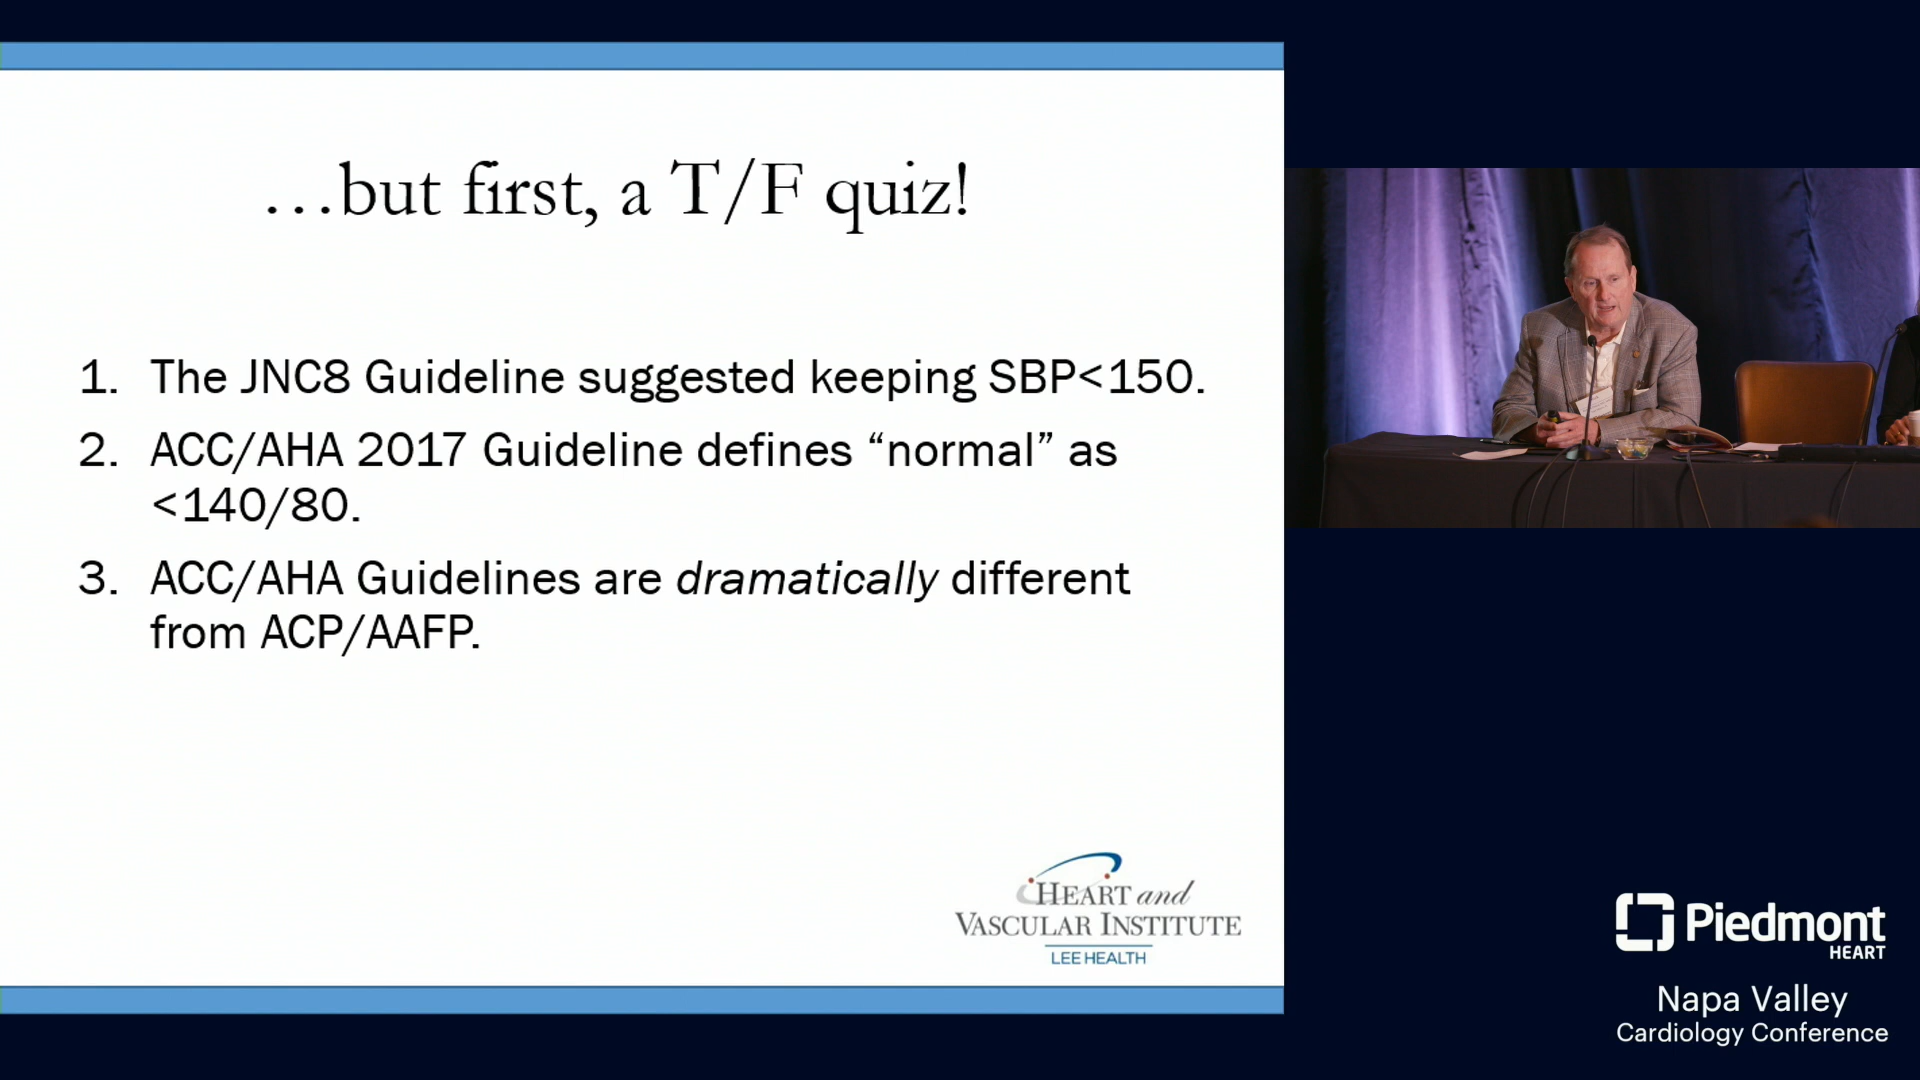 …but first, a T/F quiz!
1. The JNC8 Guideline suggested keeping SBP<150.
2. ACC/AHA 2017 Guideline defines “normal” as
<140/80.
3. ACC/AHA Guidelines are dramatically different
from ACP/AAFP.
HEART and
VASCULAR INSTITUTE
LEE HEALTH
Piedmont
HEART
Napa Valley
Cardiology Conference